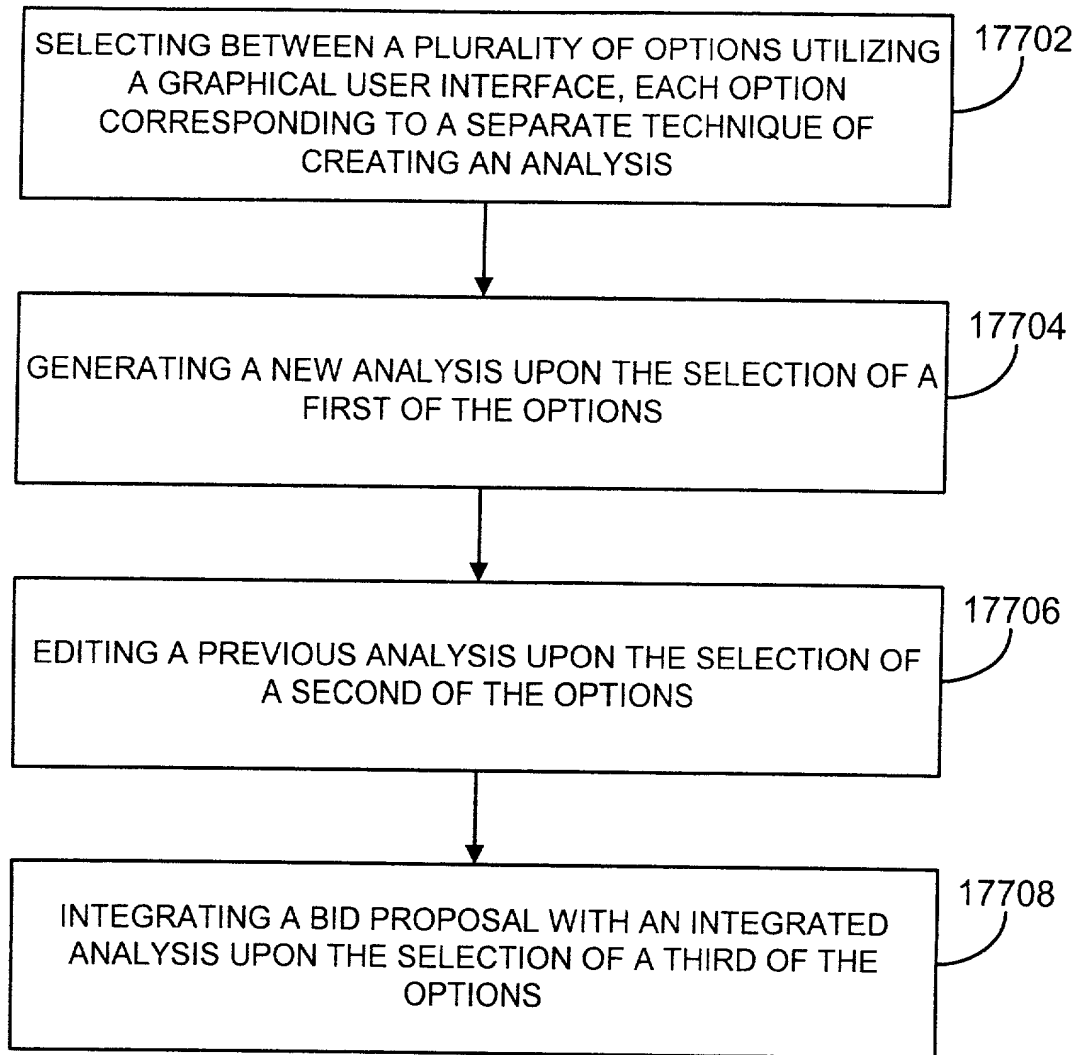 SELECTING BETWEEN A PLURALITY OF OPTIONS UTILIZING
A GRAPHICAL USER INTERFACE, EACH OPTION
CORRESPONDING TO A SEPARATE TECHNIQUE OF
CREATING AN ANALYSIS
17702
GENERATING A NEW ANALYSIS UPON THE SELECTION OF A
FIRST OF THE OPTIONS
17704
EDITING A PREVIOUS ANALYSIS UPON THE SELECTION OF
A SECOND OF THE OPTIONS
17706
INTEGRATING A BID PROPOSAL WITH AN INTEGRATED
ANALYSIS UPON THE SELECTION OF A THIRD OF THE
OPTIONS
17708